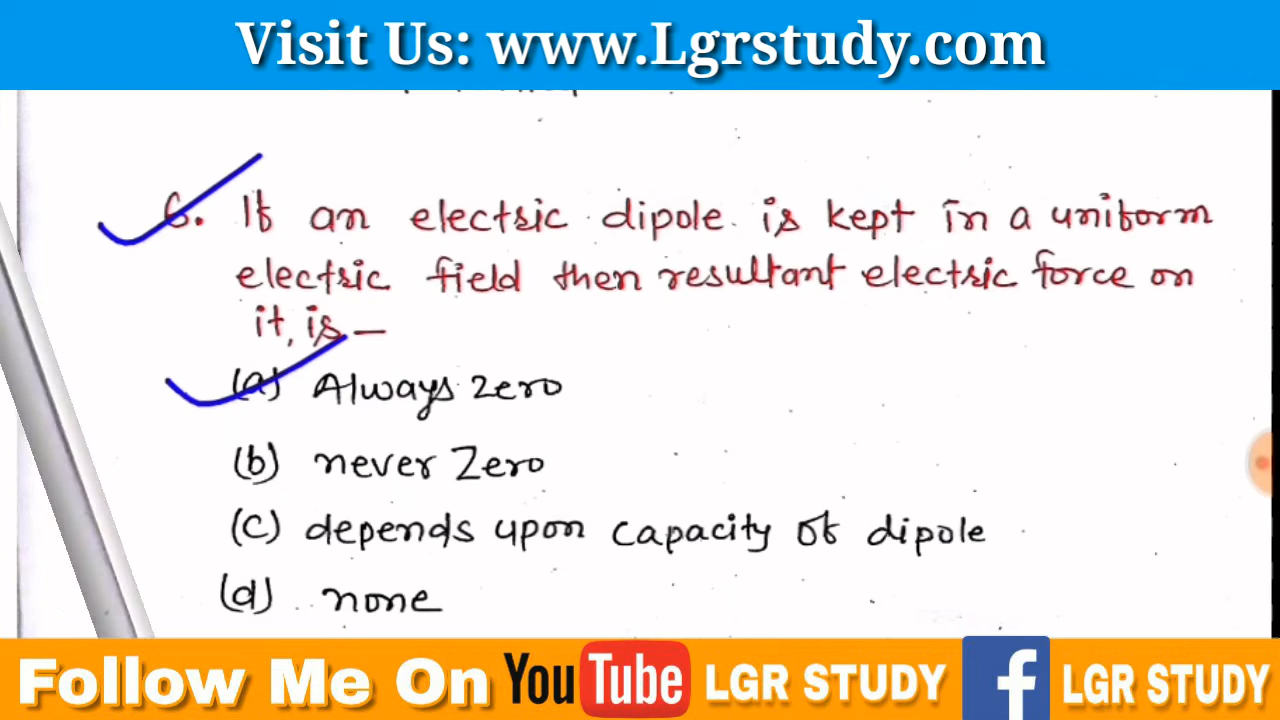 Visit Us: www.Lgrstudy.com
6. If an electric dipole is kept in a uniform
electric field then resultant electric force on
it, is —
(a) Always zero
(b) never Zero
(c) depends upon capacity of dipole
(d) none
Follow Me On YouTube LGR STUDY f LGR STUDY